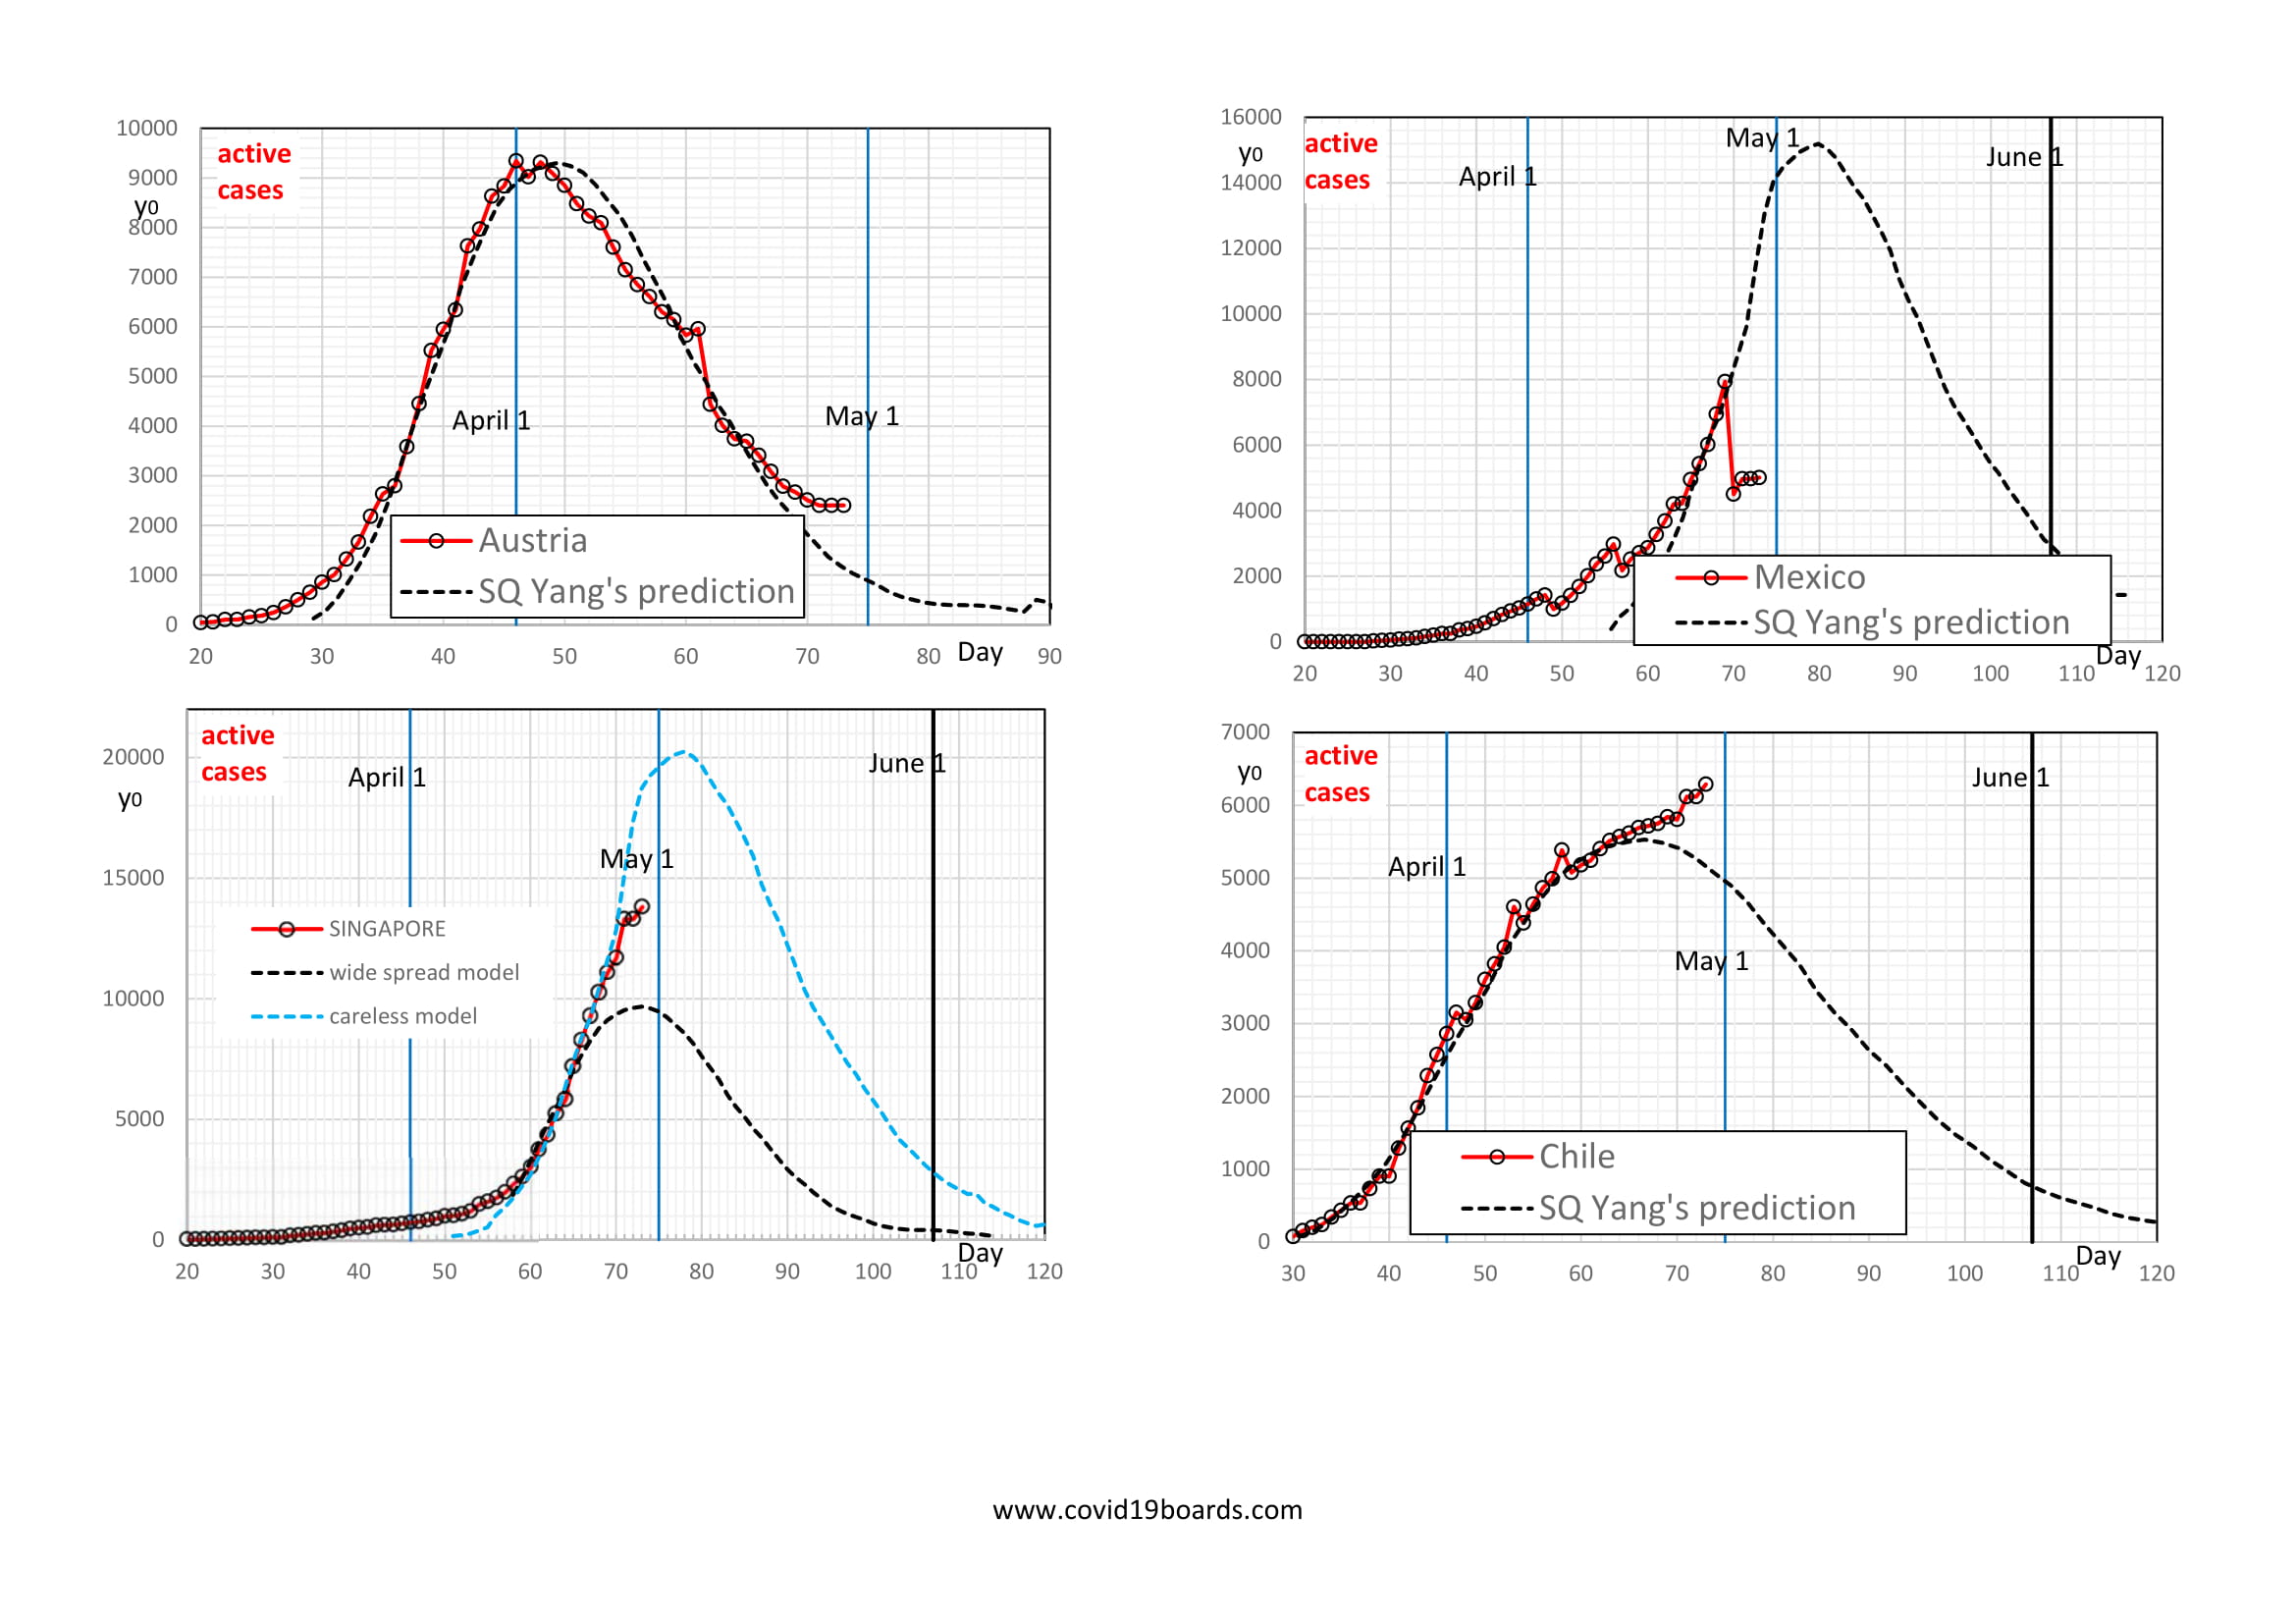 10000
9000
8000
7000
6000
5000
4000
3000
2000
1000
0
active
cases
y0
April 1
May 1
Austria
SQ Yang's prediction
20 30 40 50 60 70 80 90
Day
16000
14000
12000
10000
8000
6000
4000
2000
0
active
cases
y0
April 1
May 1
June 1
Mexico
SQ Yang's prediction
20 30 40 50 60 70 80 90 100 110 120
Day
20000
15000
10000
5000
0
active
cases
y0
April 1
May 1
June 1
SINGAPORE
wide spread model
careless model
20 30 40 50 60 70 80 90 100 110 120
Day
7000
6000
5000
4000
3000
2000
1000
0
active
cases
y0
April 1
May 1
June 1
Chile
SQ Yang's prediction
30 40 50 60 70 80 90 100 110 120
Day
www.covid19boards.com